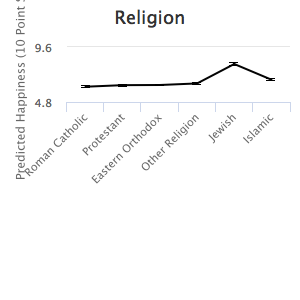 Religion
Predicted Happiness (10 Point
9.6
4.8
Roman Catholic
Protestant
Eastern Orthodox
Other Religion
Jewish
Islamic